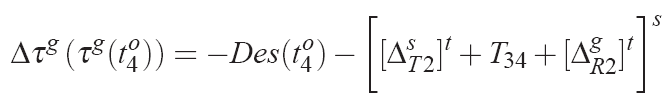 Δτ^g (τ^g(t_4^o)) = −Des(t_4^o) − [[Δ_{T2}^s]^t + T_{34} + [Δ_{R2}^g]^t]^s